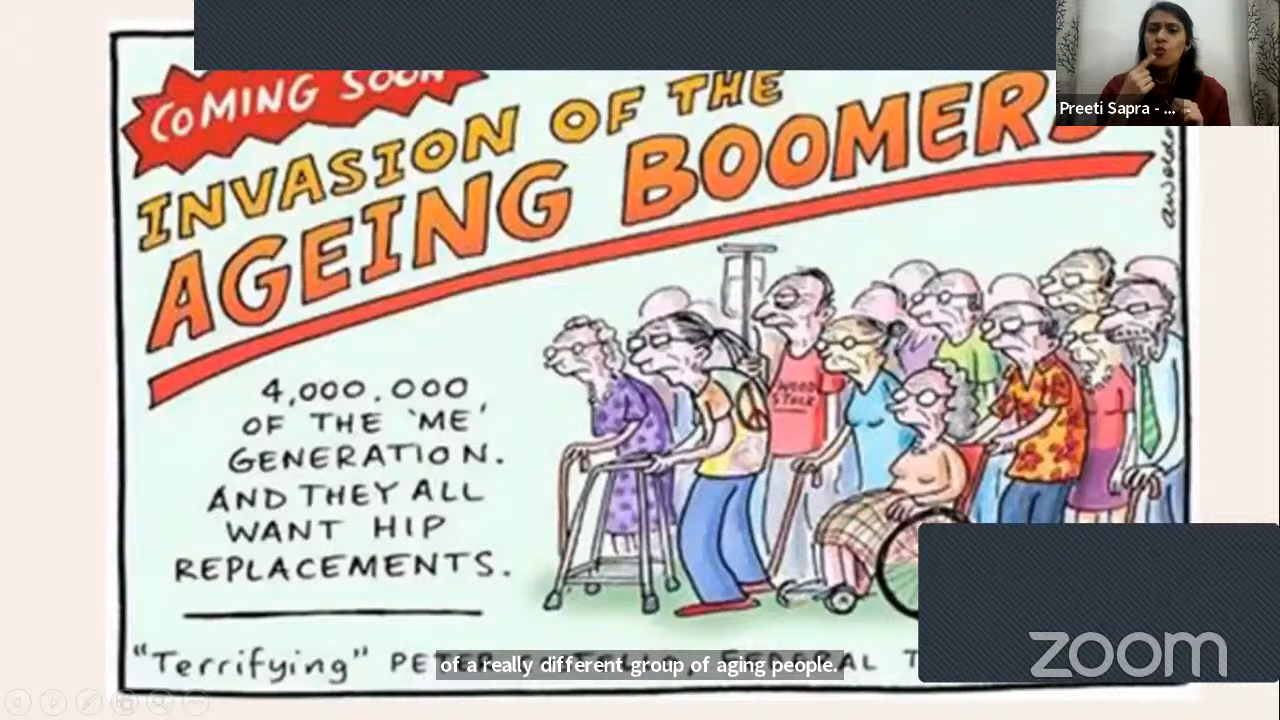 COMING SOON
INVASION OF THE
AGEING BOOMERS
4,000.000
OF THE 'ME'
GENERATION.
AND THEY ALL
WANT HIP
REPLACEMENTS.
"Terrifying" FEDERAL
WOOD
STOCK
of a really different group of aging people.
Preeti Sapra - ...
zoom